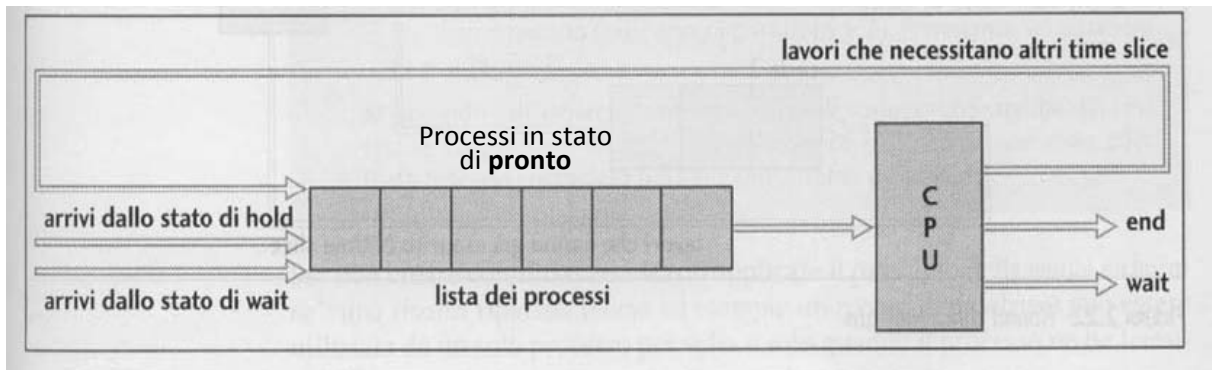 lavori che necessitano altri time slice
Processi in stato
di pronto
C
P
U
arrivi dallo stato di hold
end
arrivi dallo stato di wait
lista dei processi
wait